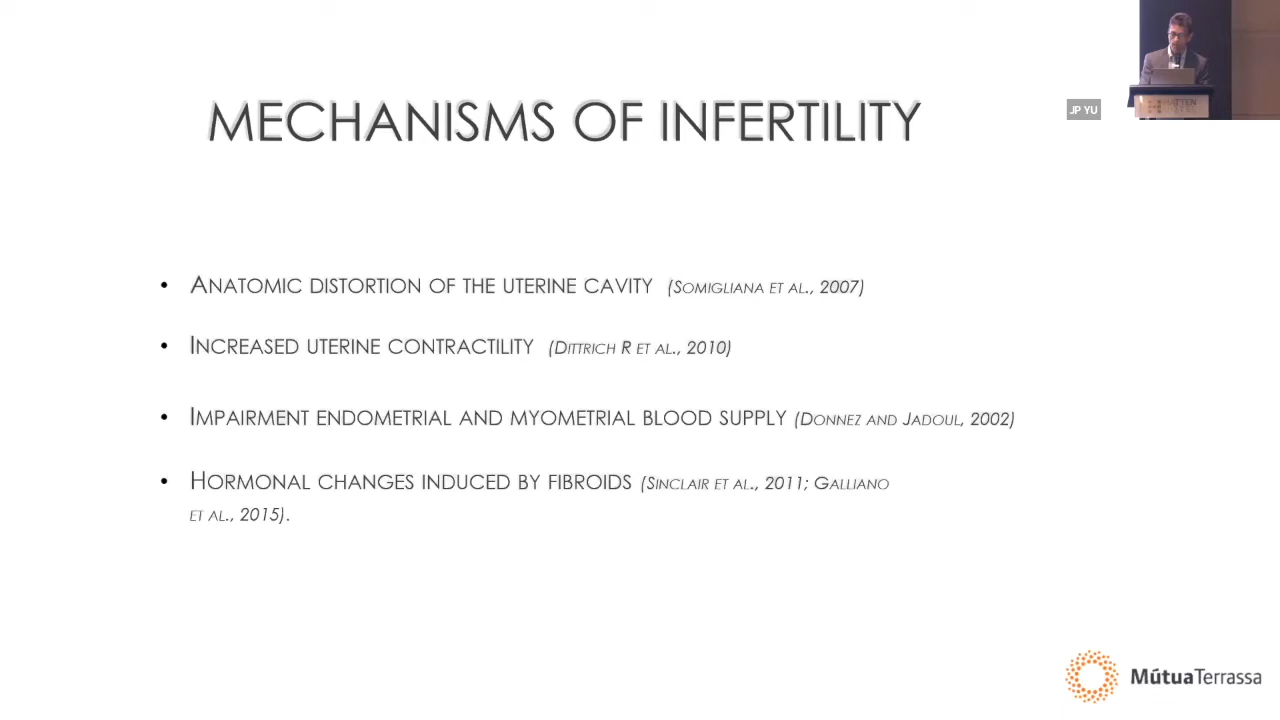 MECHANISMS OF INFERTILITY
JP YU
• ANATOMIC DISTORTION OF THE UTERINE CAVITY (SOMIGLIANA ET AL., 2007)
• INCREASED UTERINE CONTRACTILITY (DITTRICH R ET AL., 2010)
• IMPAIRMENT ENDOMETRIAL AND MYOMETRIAL BLOOD SUPPLY (DONNEZ AND JADOUL, 2002)
• HORMONAL CHANGES INDUCED BY FIBROIDS (SINCLAIR ET AL., 2011; GALLIANO
ET AL., 2015).
MútuaTerrassa